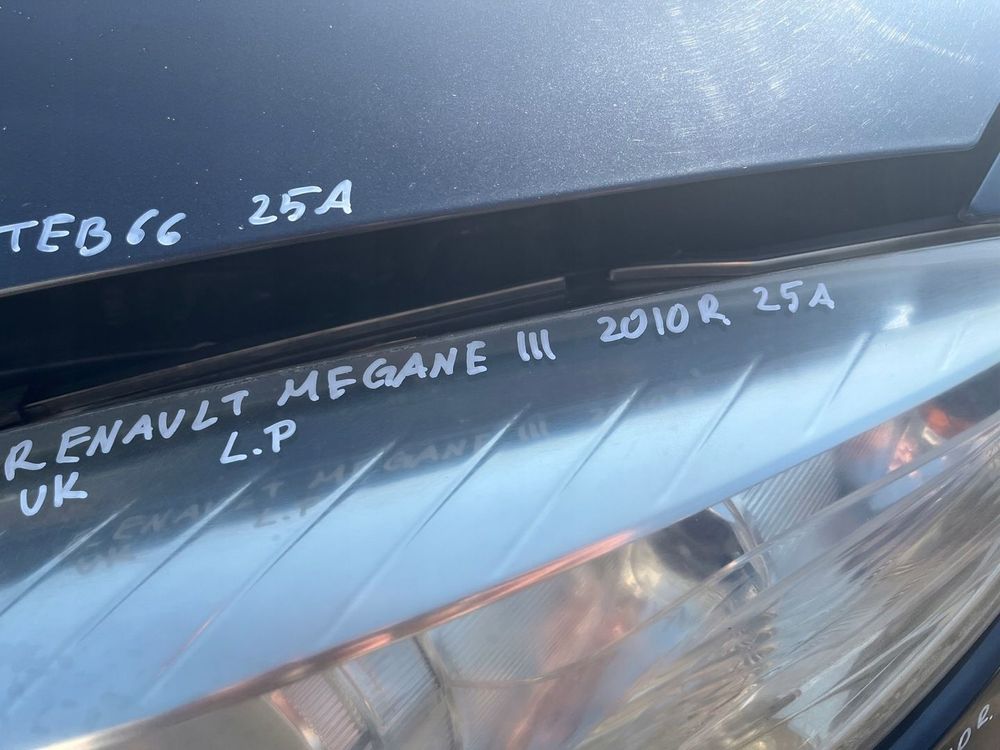 TEB66 25A
RENAULT MEGANE III 2010R 25A
UK L.P